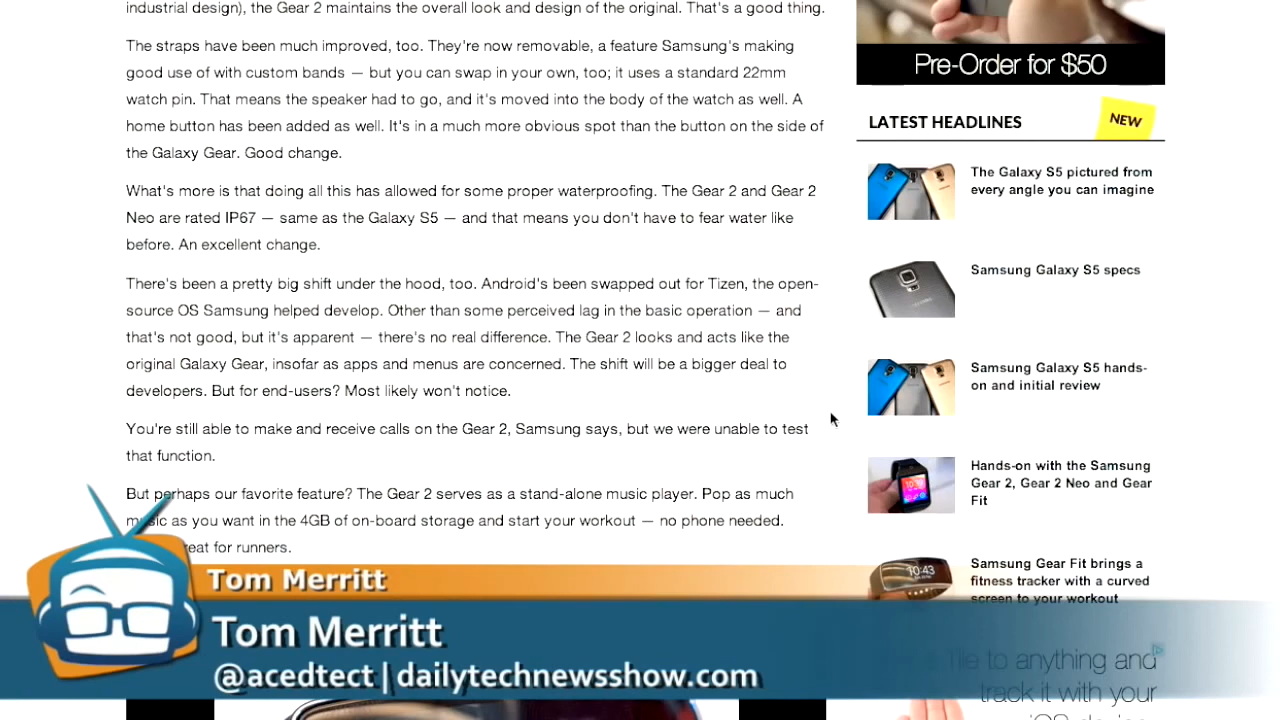 industrial design), the Gear 2 maintains the overall look and design of the original. That's a good thing.
The straps have been much improved, too. They're now removable, a feature Samsung's making
good use of with custom bands — but you can swap in your own, too; it uses a standard 22mm
watch pin. That means the speaker had to go, and it's moved into the body of the watch as well. A
home button has been added as well. It's in a much more obvious spot than the button on the side of
the Galaxy Gear. Good change.
What's more is that doing all this has allowed for some proper waterproofing. The Gear 2 and Gear 2
Neo are rated IP67 — same as the Galaxy S5 — and that means you don't have to fear water like
before. An excellent change.
There's been a pretty big shift under the hood, too. Android's been swapped out for Tizen, the open-
source OS Samsung helped develop. Other than some perceived lag in the basic operation — and
that's not good, but it's apparent — there's no real difference. The Gear 2 looks and acts like the
original Galaxy Gear, insofar as apps and menus are concerned. The shift will be a bigger deal to
developers. But for end-users? Most likely won't notice.
You're still able to make and receive calls on the Gear 2, Samsung says, but we were unable to test
that function.
But perhaps our favorite feature? The Gear 2 serves as a stand-alone music player. Pop as much
music as you want in the 4GB of on-board storage and start your workout — no phone needed.
great for runners.
Pre-Order for $50
LATEST HEADLINES
NEW
The Galaxy S5 pictured from
every angle you can imagine
Samsung Galaxy S5 specs
Samsung Galaxy S5 hands-
on and initial review
Hands-on with the Samsung
Gear 2, Gear 2 Neo and Gear
Fit
10:43
Samsung Gear Fit brings a
fitness tracker with a curved
screen to your workout
Tile to anything and
track it with your
iOS device
Tom Merritt
Tom Merritt
@acedtect | dailytechnewsshow.com